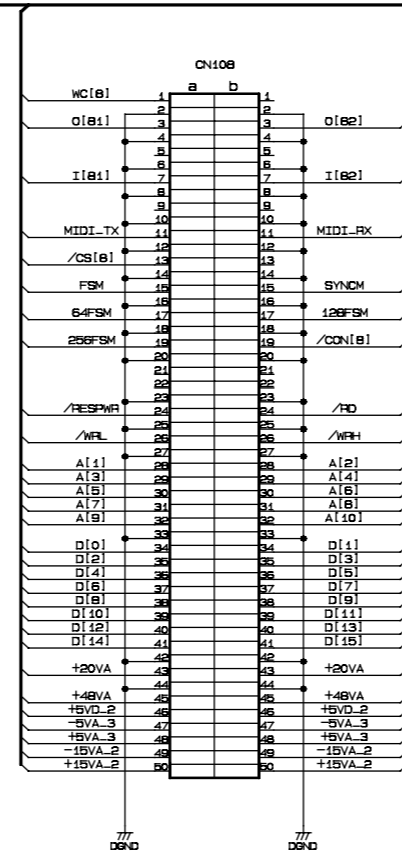 CN108
a b
WC[8] 1 1
2 2
O[81] 3 3 O[82]
4 4
5 5
6 6
I[81] 7 7 I[82]
8 8
9 9
10 10
MIDI_TX 11 11 MIDI_RX
12 12
/CS[8] 13 13
14 14
FSM 15 15 SYNCM
16 16
64FSM 17 17 128FSM
18 18
256FSM 19 19 /CON[8]
20 20
21 21
22 22
23 23
/RESPWR 24 24 /RD
25 25
/WRL 26 26 /WRH
27 27
A[1] 28 28 A[2]
A[3] 29 29 A[4]
A[5] 30 30 A[6]
A[7] 31 31 A[8]
A[9] 32 32 A[10]
33 33
D[0] 34 34 D[1]
D[2] 35 35 D[3]
D[4] 36 36 D[5]
D[6] 37 37 D[7]
D[8] 38 38 D[9]
D[10] 39 39 D[11]
D[12] 40 40 D[13]
D[14] 41 41 D[15]
42 42
+20VA 43 43 +20VA
44 44
+48VA 45 45 +48VA
+5VD_2 46 46 +5VD_2
-5VA_3 47 47 -5VA_3
+5VA_3 48 48 +5VA_3
-15VA_2 49 49 -15VA_2
+15VA_2 50 50 +15VA_2
DGND DGND